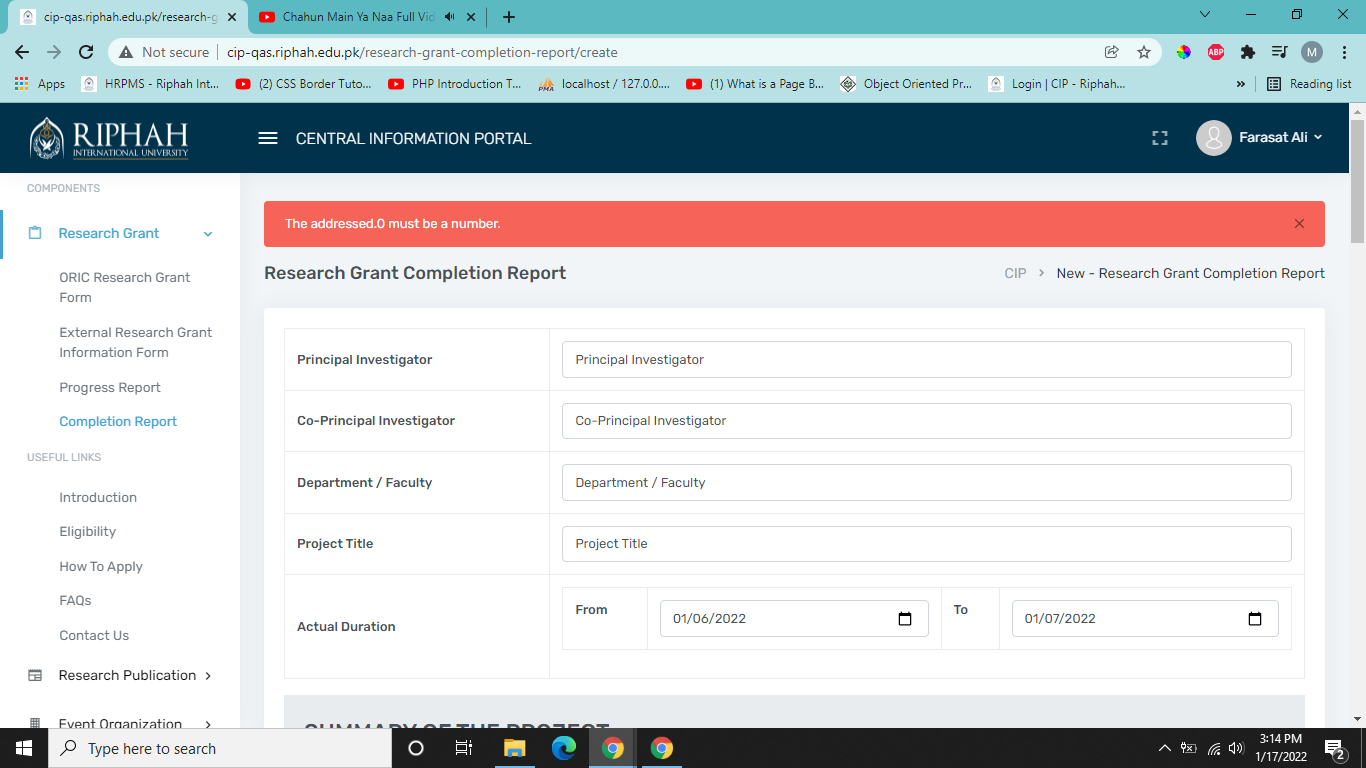 cip-qas.riphah.edu.pk/research-g
Chahun Main Ya Naa Full Vid
Not secure
cip-qas.riphah.edu.pk/research-grant-completion-report/create
ABP
M
Apps
HRPMS - Riphah Int...
(2) CSS Border Tuto...
PHP Introduction T...
PMA
localhost / 127.0.0....
(1) What is a Page B...
Object Oriented Pr...
Login | CIP - Riphah...
»
Reading list
RIPHAH
INTERNATIONAL UNIVERSITY
CENTRAL INFORMATION PORTAL
Farasat Ali
COMPONENTS
Research Grant
ORIC Research Grant
Form
External Research Grant
Information Form
Progress Report
Completion Report
USEFUL LINKS
Introduction
Eligibility
How To Apply
FAQs
Contact Us
Research Publication
Event Organization
The addressed.0 must be a number.
Research Grant Completion Report
CIP > New - Research Grant Completion Report
Principal Investigator
Principal Investigator
Co-Principal Investigator
Co-Principal Investigator
Department / Faculty
Department / Faculty
Project Title
Project Title
Actual Duration
From
01/06/2022
To
01/07/2022
SUMMARY OF THE PROJECT
Type here to search
3:14 PM
1/17/2022
2